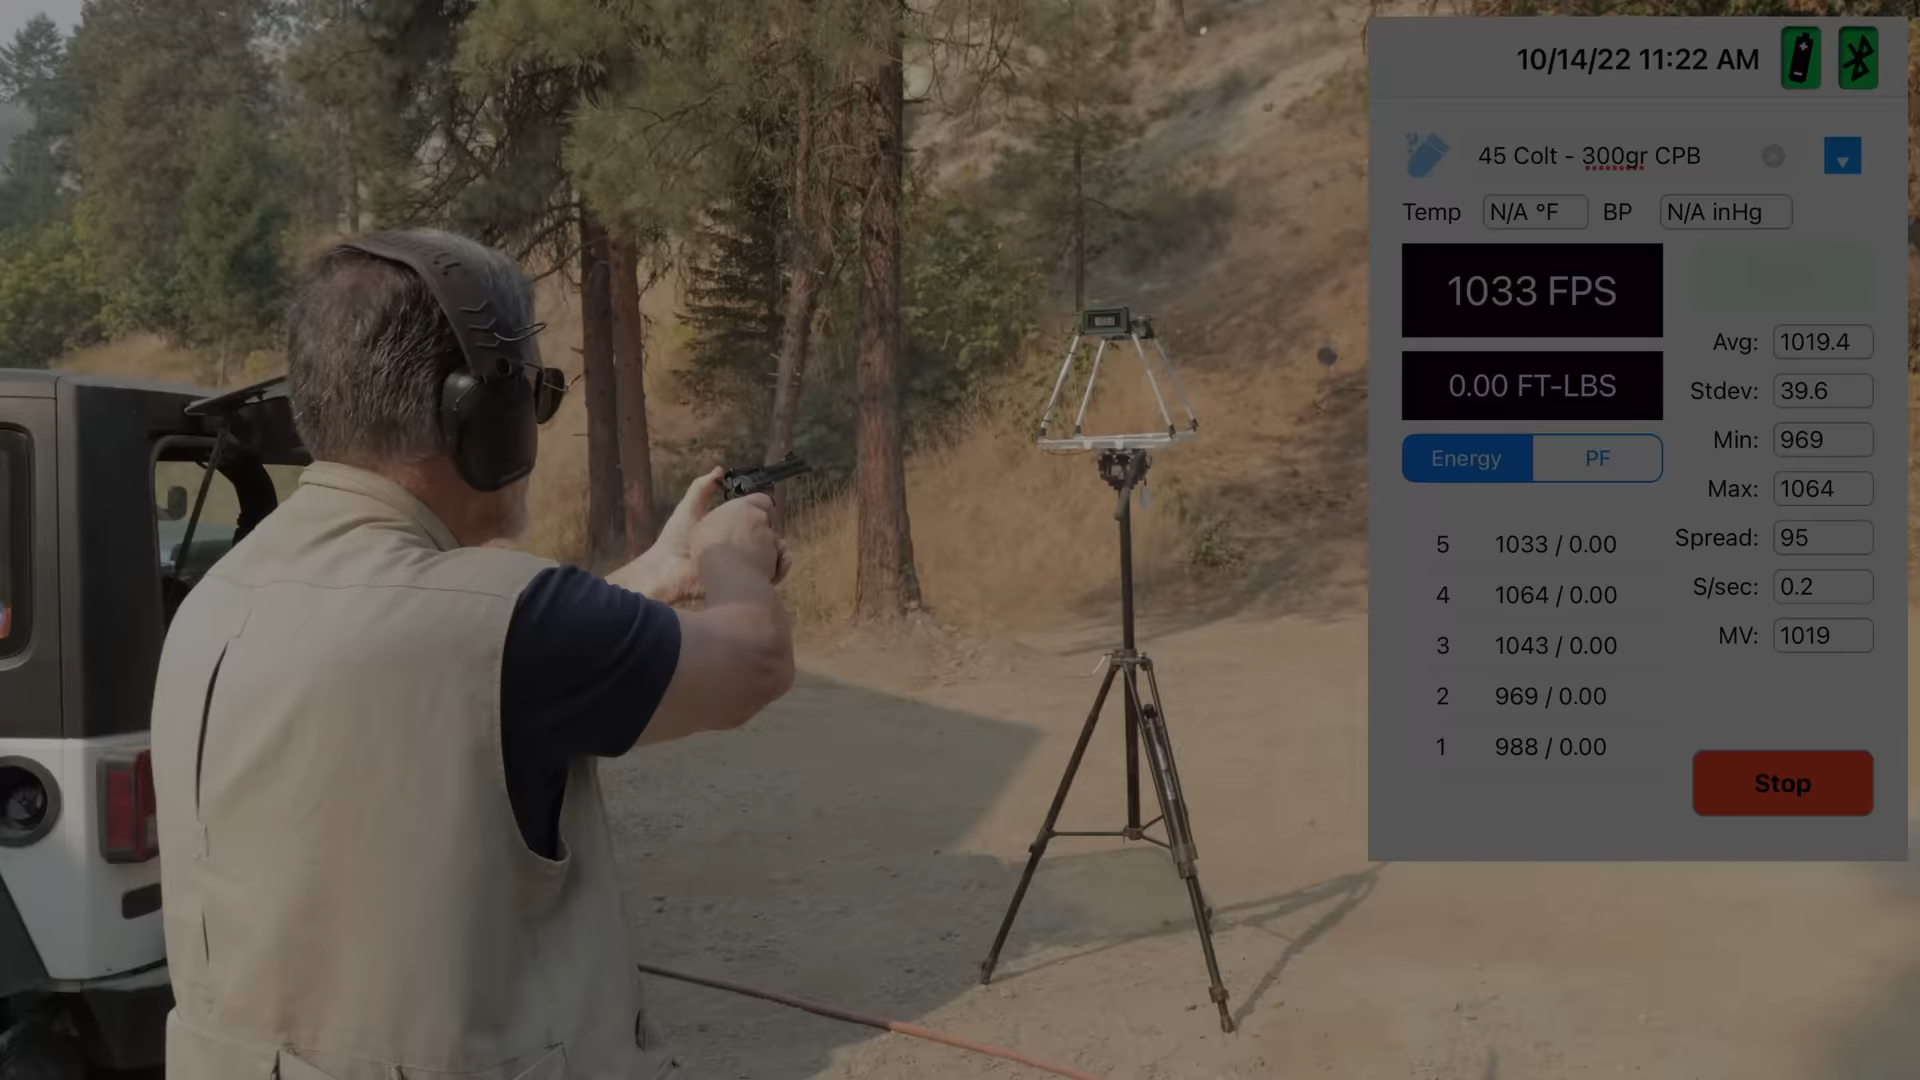 10/14/22 11:22 AM
45 Colt - 300gr CPB
Temp N/A °F BP N/A inHg
1033 FPS
0.00 FT-LBS
Energy PF
Avg: 1019.4
Stdev: 39.6
Min: 969
Max: 1064
Spread: 95
S/sec: 0.2
MV: 1019
5 1033 / 0.00
4 1064 / 0.00
3 1043 / 0.00
2 969 / 0.00
1 988 / 0.00
Stop